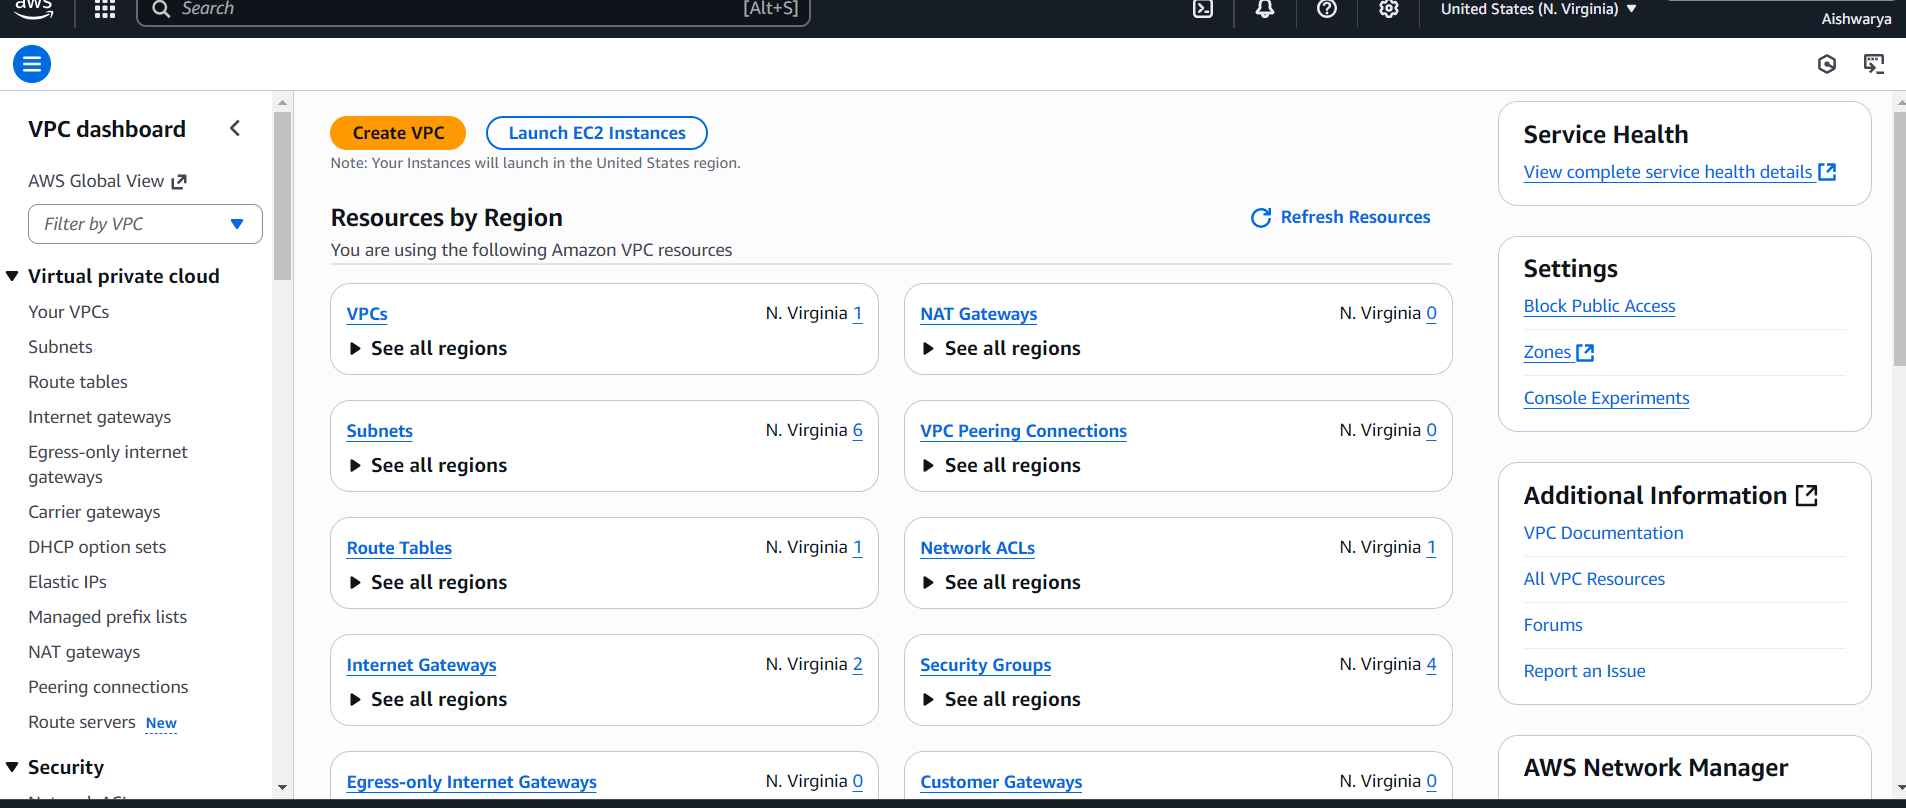 aws
Search
[Alt+S]
United States (N. Virginia)
Aishwarya
VPC dashboard
AWS Global View
Filter by VPC
Virtual private cloud
Your VPCs
Subnets
Route tables
Internet gateways
Egress-only internet
gateways
Carrier gateways
DHCP option sets
Elastic IPs
Managed prefix lists
NAT gateways
Peering connections
Route servers New
Security
Create VPC
Launch EC2 Instances
Note: Your Instances will launch in the United States region.
Resources by Region
Refresh Resources
You are using the following Amazon VPC resources
VPCs N. Virginia 1
See all regions
NAT Gateways N. Virginia 0
See all regions
Subnets N. Virginia 6
See all regions
VPC Peering Connections N. Virginia 0
See all regions
Route Tables N. Virginia 1
See all regions
Network ACLs N. Virginia 1
See all regions
Internet Gateways N. Virginia 2
See all regions
Security Groups N. Virginia 4
See all regions
Egress-only Internet Gateways N. Virginia 0
Customer Gateways N. Virginia 0
Service Health
View complete service health details
Settings
Block Public Access
Zones
Console Experiments
Additional Information
VPC Documentation
All VPC Resources
Forums
Report an Issue
AWS Network Manager